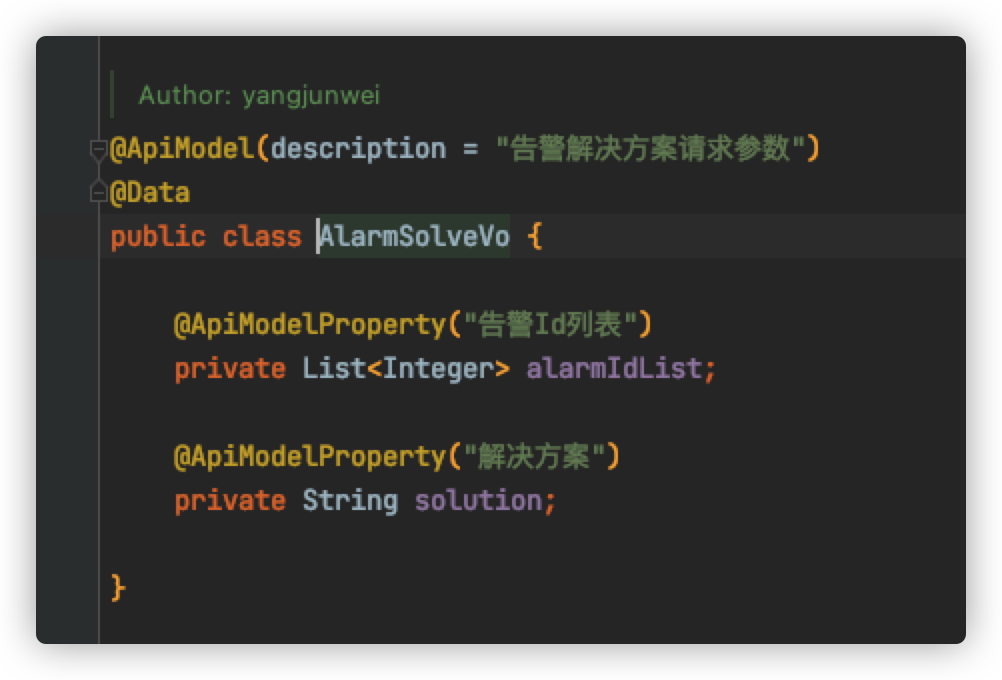 Author: yangjunwei
@ApiModel(description = "告警解决方案请求参数")
@Data
public class AlarmSolveVo {
@ApiModelProperty("告警Id列表")
private List<Integer> alarmIdList;
@ApiModelProperty("解决方案")
private String solution;
}